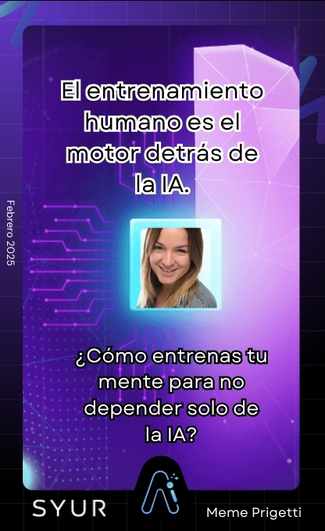 El entrenamiento
humano es el
motor detrás de
la IA.
Febrero 2025
¿Cómo entrenas tu
mente para no
depender solo de
la IA?
SYUR
Meme Prigetti